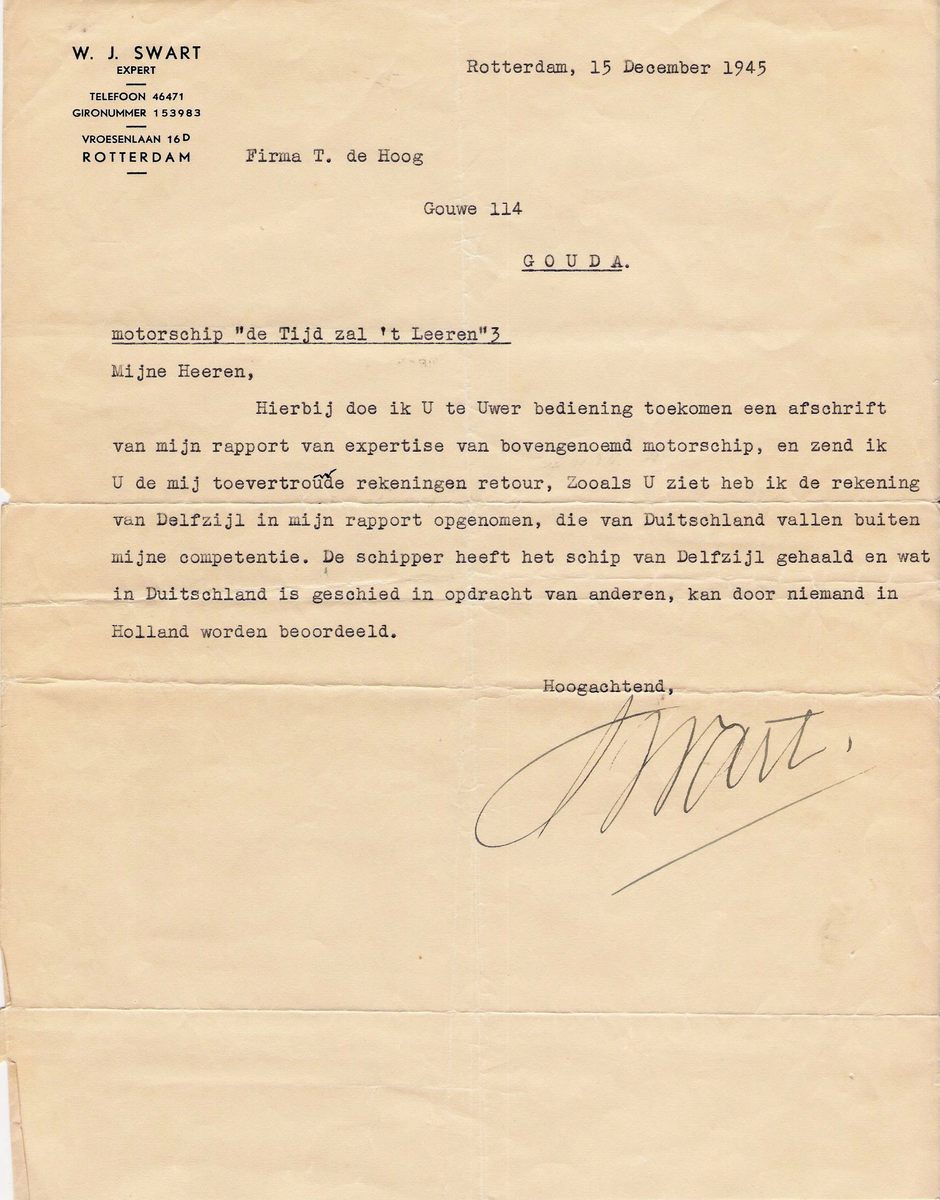 W. J. SWART
EXPERT
TELEFOON 46471
GIRONUMMER 153983
VROESENLAAN 16D
ROTTERDAM
Rotterdam, 15 December 1945
Firma T. de Hoog
Gouwe 114
G O U D A.
motorschip "de Tijd zal 't Leeren"3
Mijne Heeren,
Hierbij doe ik U te Uwer bediening toekomen een afschrift
van mijn rapport van expertise van bovengenoemd motorschip, en zend ik
U de mij toevertroude rekeningen retour, Zooals U ziet heb ik de rekening
van Delfzijl in mijn rapport opgenomen, die van Duitschland vallen buiten
mijne competentie. De schipper heeft het schip van Delfzijl gehaald en wat
in Duitschland is geschied in opdracht van anderen, kan door niemand in
Holland worden beoordeeld.
Hoogachtend,
Swart.